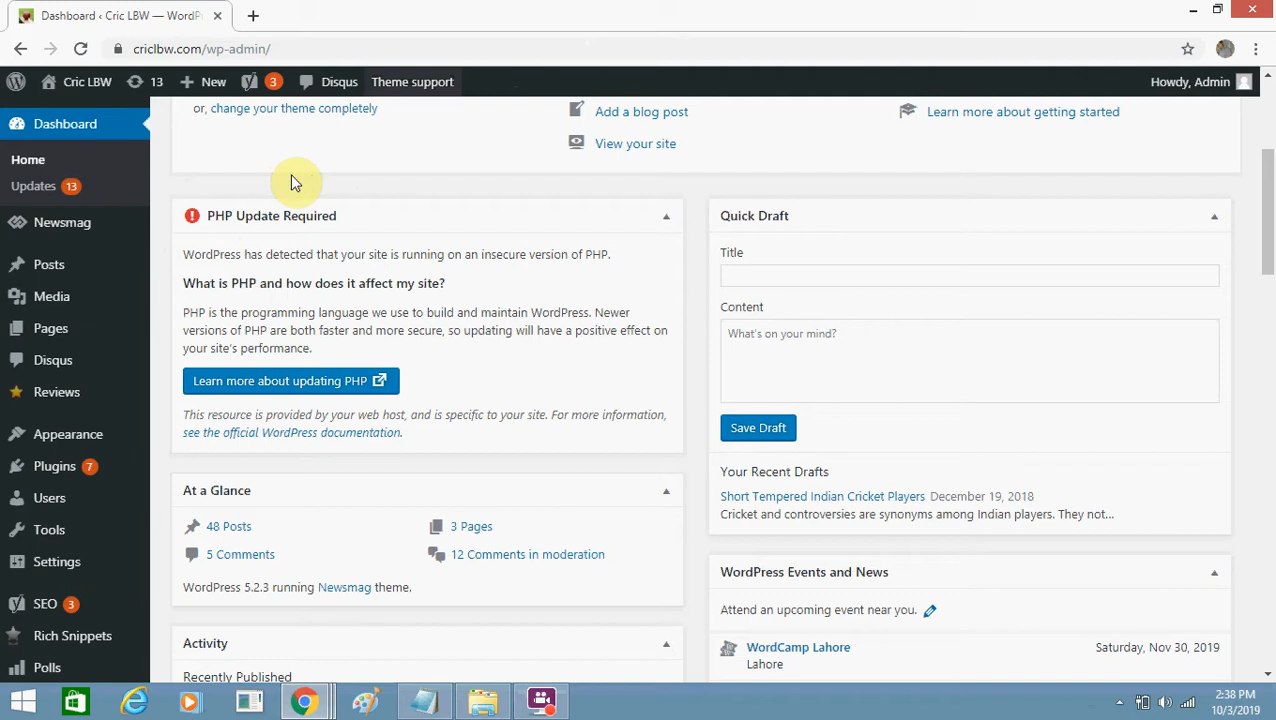 Dashboard ‹ Cric LBW — WordPr
criclbw.com/wp-admin/
Cric LBW 13 New 3 Disqus Theme support Howdy, Admin
or, change your theme completely
Add a blog post
Learn more about getting started
View your site
Dashboard
Home
Updates 13
Newsmag
Posts
Media
Pages
Disqus
Reviews
Appearance
Plugins 7
Users
Tools
Settings
SEO 3
Rich Snippets
Polls
PHP Update Required
WordPress has detected that your site is running on an insecure version of PHP.
What is PHP and how does it affect my site?
PHP is the programming language we use to build and maintain WordPress. Newer
versions of PHP are both faster and more secure, so updating will have a positive effect on
your site's performance.
Learn more about updating PHP
This resource is provided by your web host, and is specific to your site. For more information,
see the official WordPress documentation.
At a Glance
48 Posts 3 Pages
5 Comments 12 Comments in moderation
WordPress 5.2.3 running Newsmag theme.
Activity
Recently Published
Quick Draft
Title
Content
What's on your mind?
Save Draft
Your Recent Drafts
Short Tempered Indian Cricket Players December 19, 2018
Cricket and controversies are synonyms among Indian players. They not...
WordPress Events and News
Attend an upcoming event near you.
WordCamp Lahore Saturday, Nov 30, 2019
Lahore
2:38 PM
10/3/2019